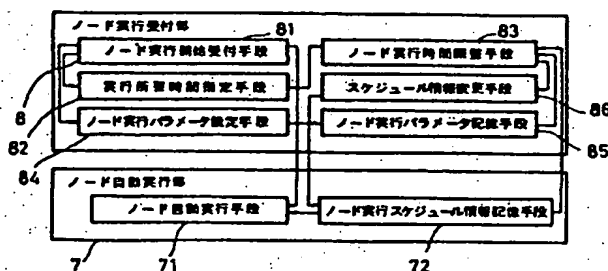 ノード実行受付部
81
83
ノード実行開始受付手段
ノード実行時間調整手段
8
実行所要時間指定手段
スケジュール情報変更手段
86
82
ノード実行パラメータ設定手段
ノード実行パラメータ記憶手段
84
85
ノード自動実行部
ノード自動実行手段
ノード実行スケジュール情報記憶手段
7
71
72